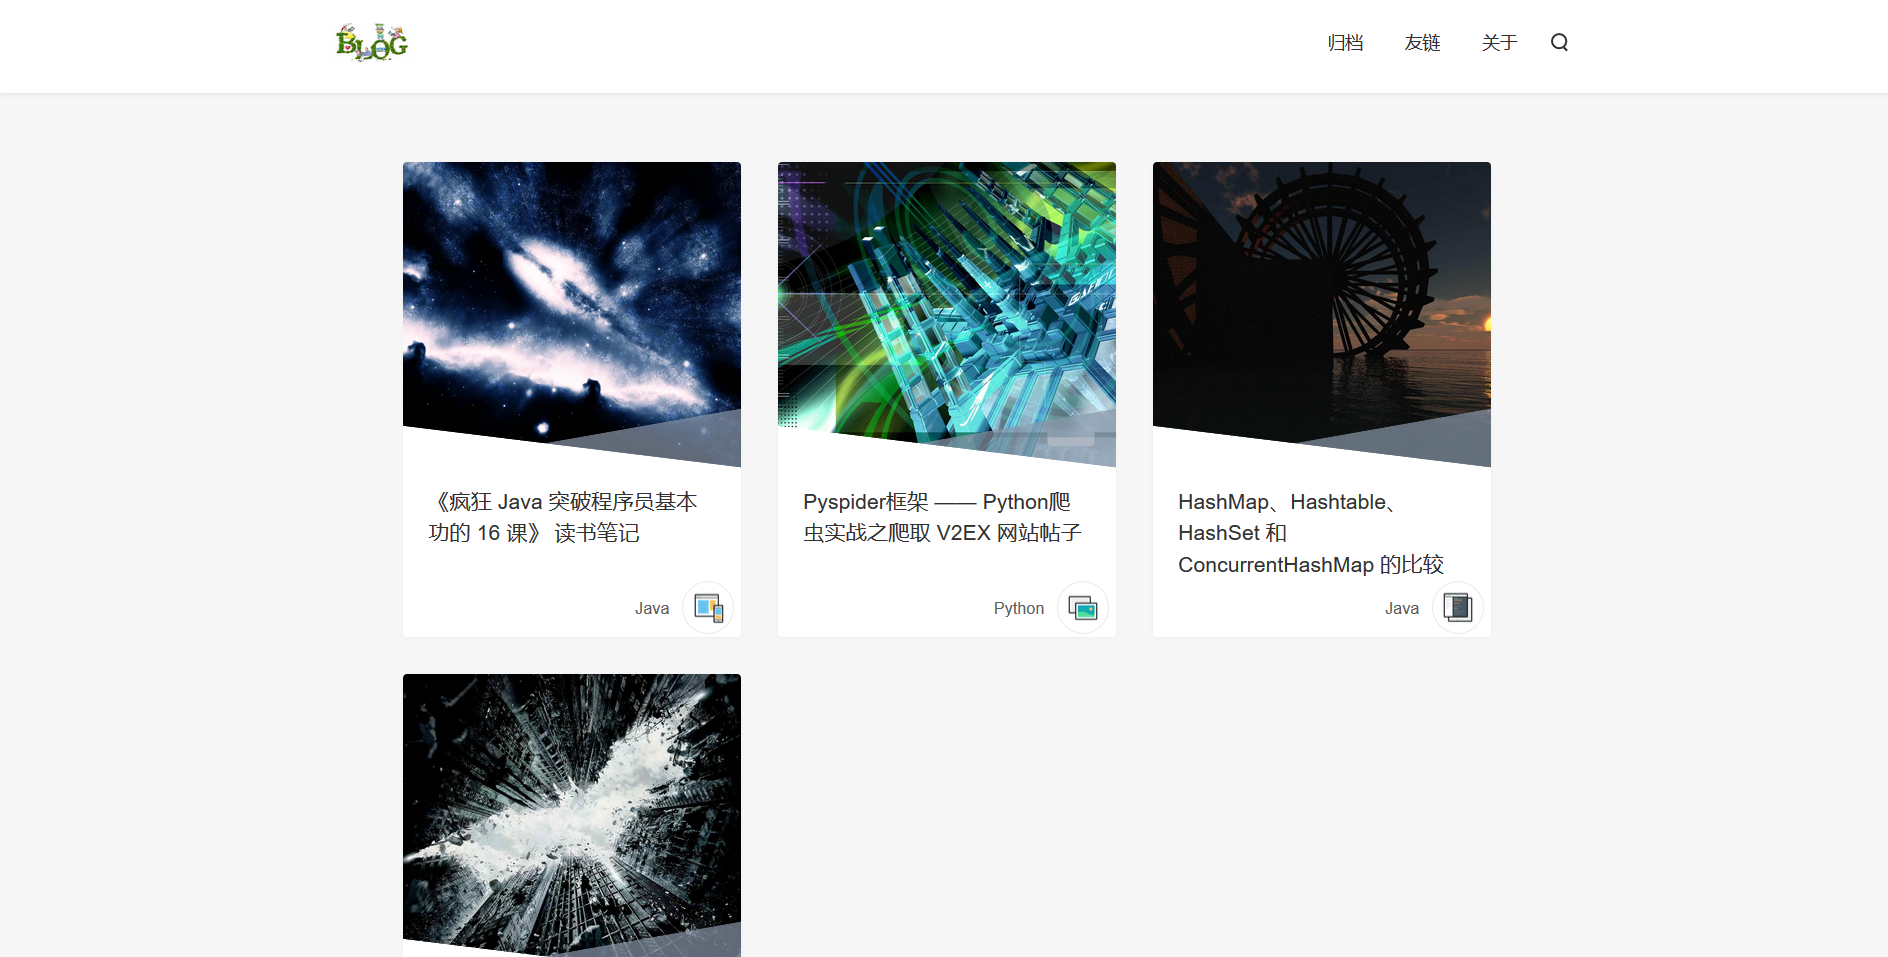 BLOG
归档
友链
关于
《疯狂 Java 突破程序员基本
功的 16 课》 读书笔记
Java
Pyspider框架 —— Python爬
虫实战之爬取 V2EX 网站帖子
Python
HashMap、Hashtable、
HashSet 和
ConcurrentHashMap 的比较
Java